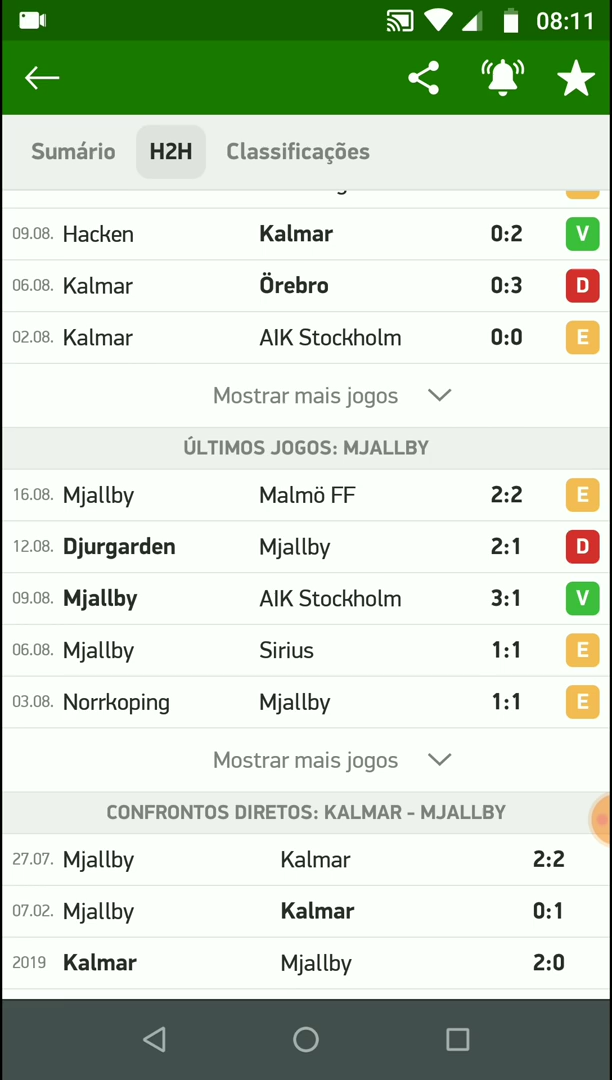 08:11
Sumário H2H Classificações
09.08. Hacken Kalmar 0:2 V
06.08. Kalmar Örebro 0:3 D
02.08. Kalmar AIK Stockholm 0:0 E
Mostrar mais jogos
ÚLTIMOS JOGOS: MJALLBY
16.08. Mjallby Malmö FF 2:2 E
12.08. Djurgarden Mjallby 2:1 D
09.08. Mjallby AIK Stockholm 3:1 V
06.08. Mjallby Sirius 1:1 E
03.08. Norrkoping Mjallby 1:1 E
Mostrar mais jogos
CONFRONTOS DIRETOS: KALMAR - MJALLBY
27.07. Mjallby Kalmar 2:2
07.02. Mjallby Kalmar 0:1
2019 Kalmar Mjallby 2:0